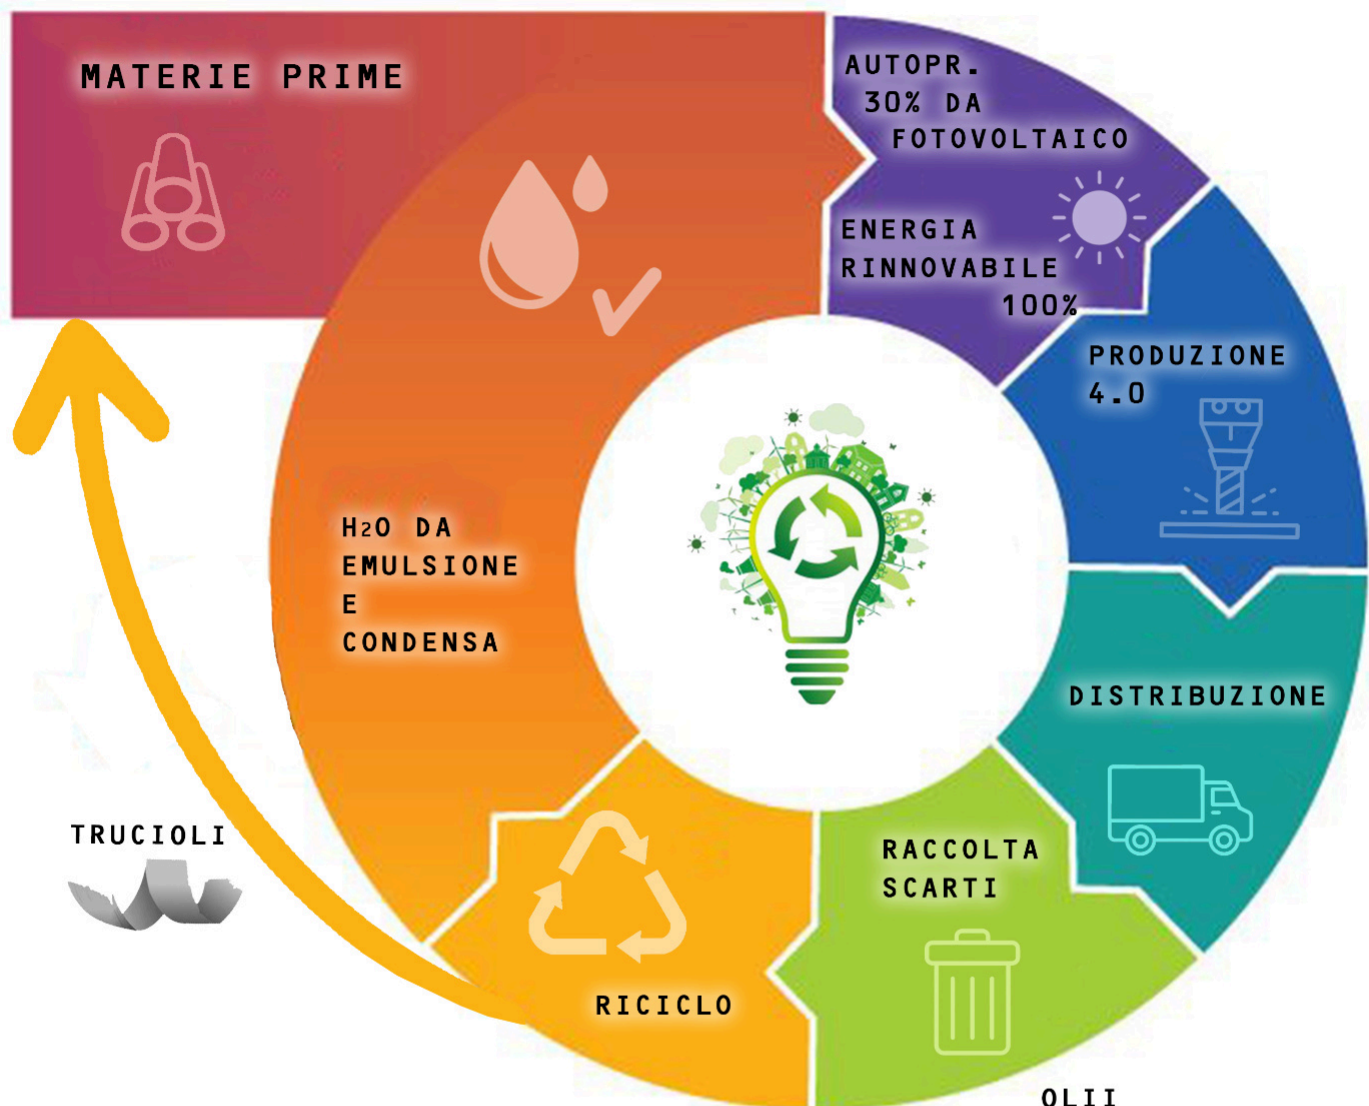 MATERIE PRIME
AUTOPR.
30% DA
FOTOVOLTAICO
ENERGIA
RINNOVABILE
100%
PRODUZIONE
4.0
DISTRIBUZIONE
RACCOLTA
SCARTI
OLII
RICICLO
TRUCIOLI
H2O DA
EMULSIONE
E
CONDENSA